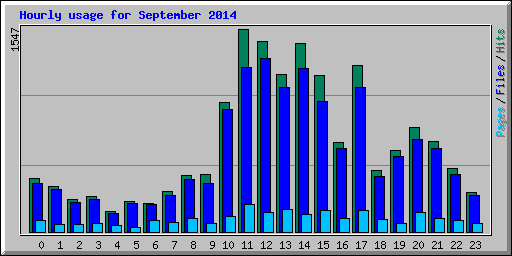 Hourly usage for September 2014
1547
Pages/Files/Hits
0 1 2 3 4 5 6 7 8 9 10 11 12 13 14 15 16 17 18 19 20 21 22 23